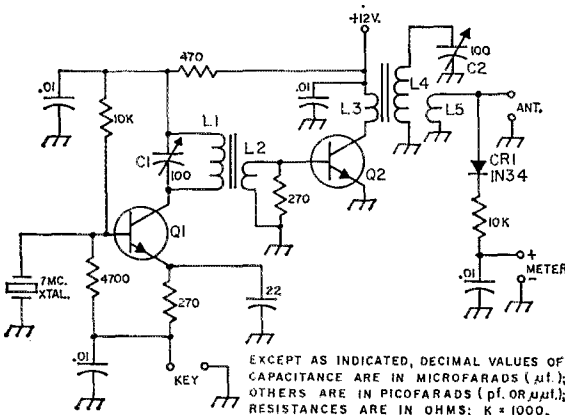 +12V.
470
100
C2
.01
.01
L4
L3
L5
ANT.
10K
L1
L2
C1
100
Q2
CR1
IN34
270
Q1
10K
7MC.
XTAL.
4700
270
22
+
METER
-
.01
.01
KEY
EXCEPT AS INDICATED, DECIMAL VALUES OF
CAPACITANCE ARE IN MICROFARADS (µf.);
OTHERS ARE IN PICOFARADS (pf. OR µµf.);
RESISTANCES ARE IN OHMS; K = 1000.